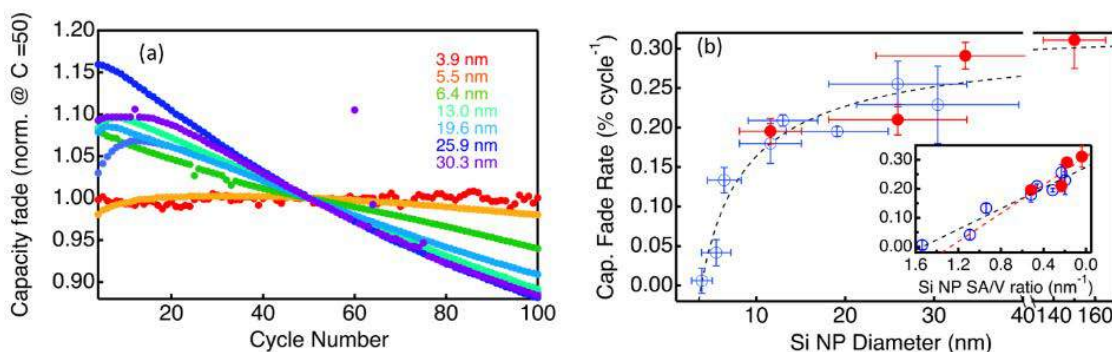 (a)
1.20
1.15
1.10
1.05
1.00
0.95
0.90
Capacity fade (norm. @ C =50)
20
40
60
80
100
Cycle Number
3.9 nm
5.5 nm
6.4 nm
13.0 nm
19.6 nm
25.9 nm
30.3 nm
(b)
0.30
0.25
0.20
0.15
0.10
0.05
0.00
Cap. Fade Rate (% cycle⁻¹)
10
20
30
40
140
160
Si NP Diameter (nm)
0.30
0.20
0.10
0.00
1.6
1.2
0.8
0.4
0.0
Si NP SA/V ratio (nm⁻¹)